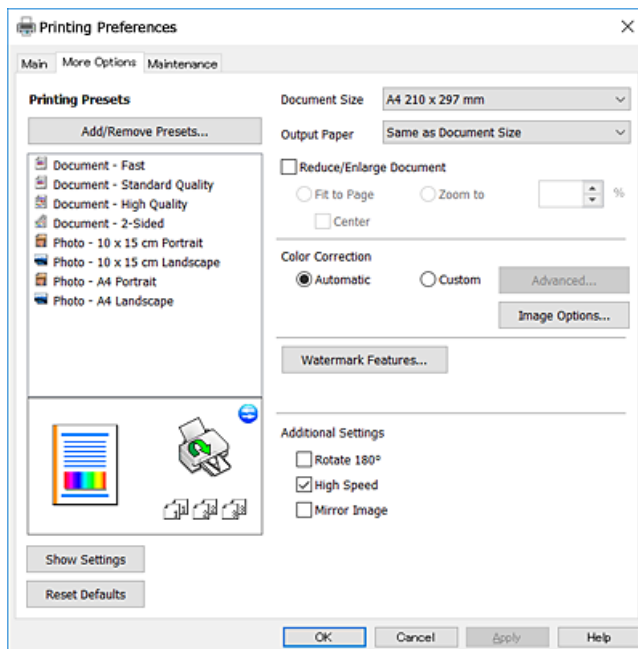 Printing Preferences
Main More Options Maintenance
Printing Presets
Add/Remove Presets...
Document - Fast
Document - Standard Quality
Document - High Quality
Document - 2-Sided
Photo - 10 x 15 cm Portrait
Photo - 10 x 15 cm Landscape
Photo - A4 Portrait
Photo - A4 Landscape
Show Settings
Reset Defaults
Document Size A4 210 x 297 mm
Output Paper Same as Document Size
Reduce/Enlarge Document
Fit to Page Zoom to %
Center
Color Correction
Automatic Custom Advanced...
Image Options...
Watermark Features...
Additional Settings
Rotate 180°
High Speed
Mirror Image
OK Cancel Apply Help